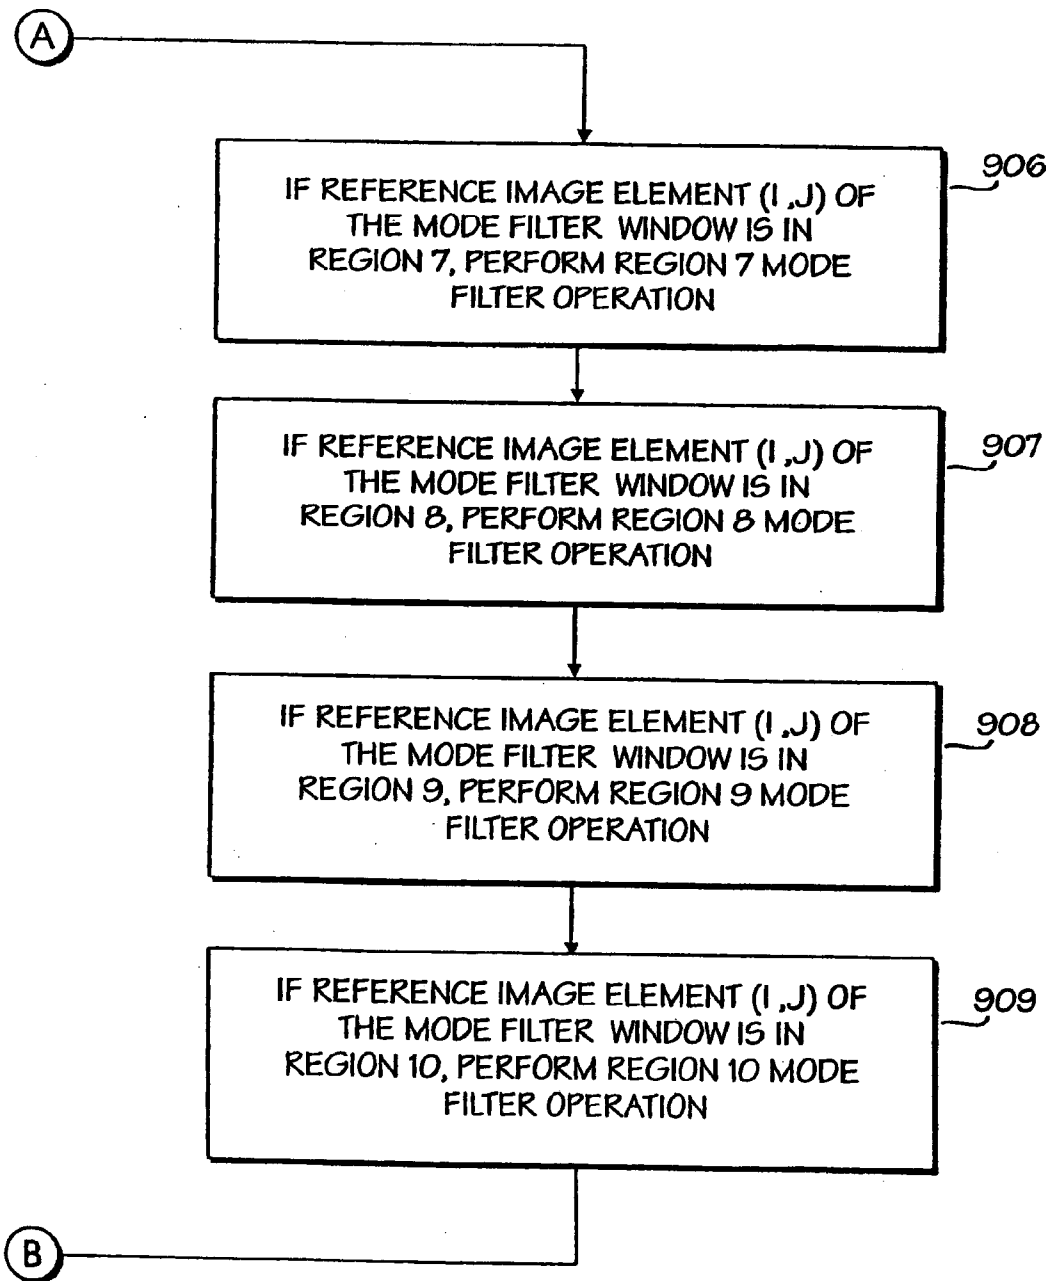 A
IF REFERENCE IMAGE ELEMENT (I ,J) OF
THE MODE FILTER WINDOW IS IN
REGION 7, PERFORM REGION 7 MODE
FILTER OPERATION
906
IF REFERENCE IMAGE ELEMENT (I ,J) OF
THE MODE FILTER WINDOW IS IN
REGION 8, PERFORM REGION 8 MODE
FILTER OPERATION
907
IF REFERENCE IMAGE ELEMENT (I ,J) OF
THE MODE FILTER WINDOW IS IN
REGION 9, PERFORM REGION 9 MODE
FILTER OPERATION
908
IF REFERENCE IMAGE ELEMENT (I ,J) OF
THE MODE FILTER WINDOW IS IN
REGION 10, PERFORM REGION 10 MODE
FILTER OPERATION
909
B